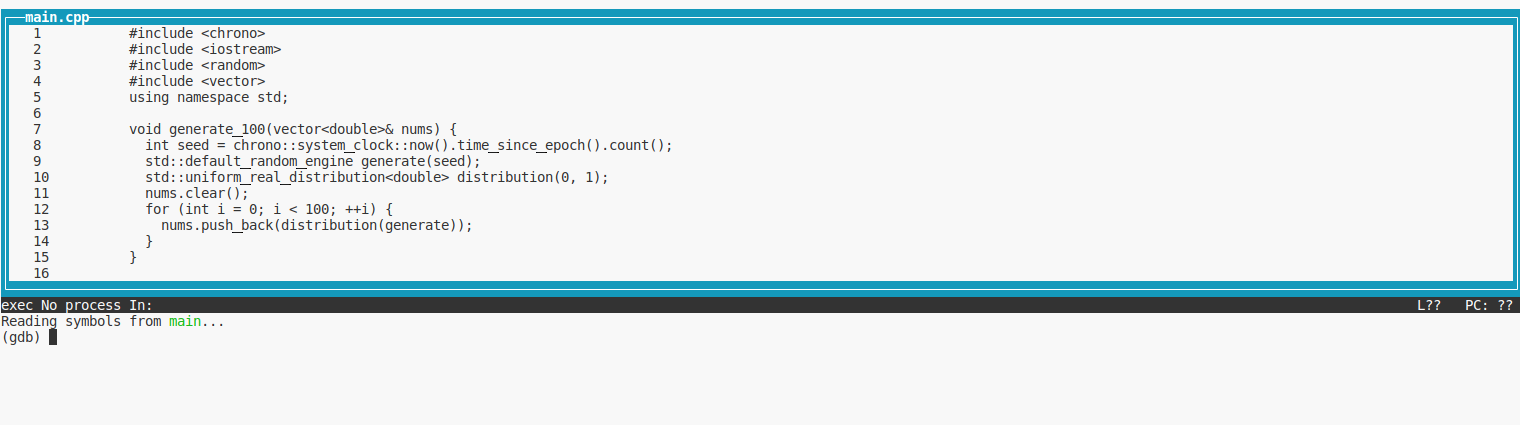 main.cpp
1 #include <chrono>
2 #include <iostream>
3 #include <random>
4 #include <vector>
5 using namespace std;
6
7 void generate_100(vector<double>& nums) {
8 int seed = chrono::system_clock::now().time_since_epoch().count();
9 std::default_random_engine generate(seed);
10 std::uniform_real_distribution<double> distribution(0, 1);
11 nums.clear();
12 for (int i = 0; i < 100; ++i) {
13 nums.push_back(distribution(generate));
14 }
15 }
16
exec No process In: L?? PC: ??
Reading symbols from main...
(gdb)